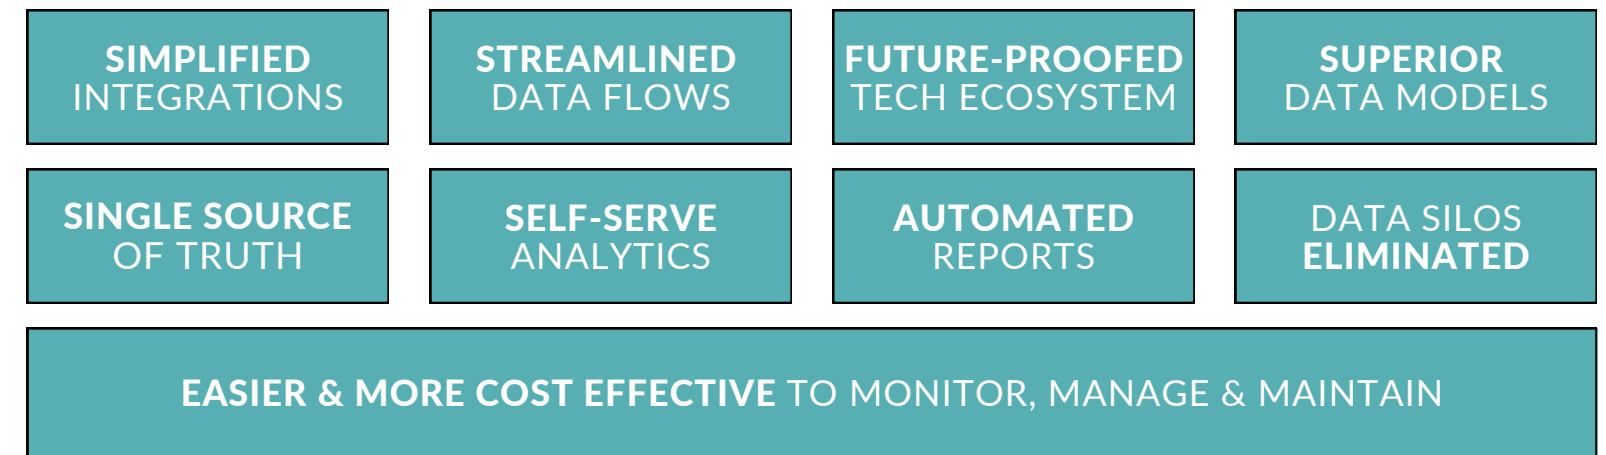 SIMPLIFIED
INTEGRATIONS
STREAMLINED
DATA FLOWS
FUTURE-PROOFED
TECH ECOSYSTEM
SUPERIOR
DATA MODELS
SINGLE SOURCE
OF TRUTH
SELF-SERVE
ANALYTICS
AUTOMATED
REPORTS
DATA SILOS
ELIMINATED
EASIER & MORE COST EFFECTIVE TO MONITOR, MANAGE & MAINTAIN